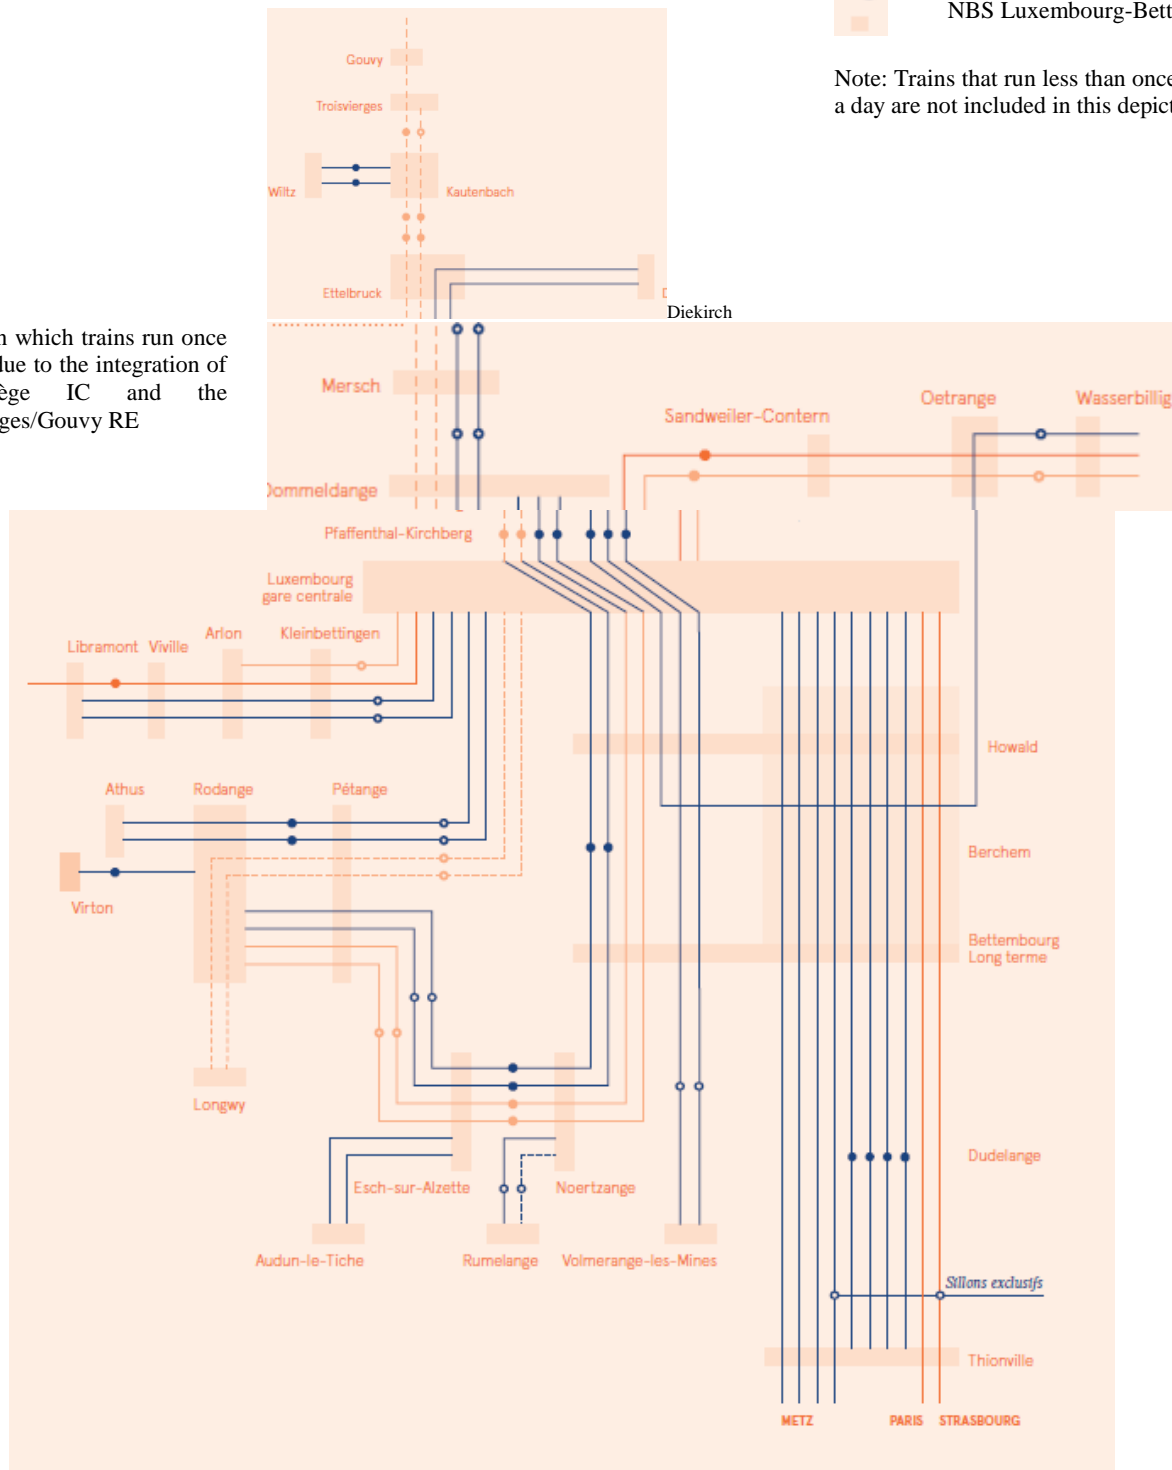 NBS Luxembourg-Bett
Note: Trains that run less than once
a day are not included in this depict
Gouvy
Troisvierges
Wiltz
Kautenbach
Ettelbruck
Diekirch
n which trains run once
due to the integration of
ège IC and the
ges/Gouvy RE
Mersch
Oetrange
Wasserbillig
Sandweiler-Contern
Dommeldange
Pfaffenthal-Kirchberg
Luxembourg
gare centrale
Arlon
Kleinbettingen
Libramont
Viville
Howald
Athus
Rodange
Pétange
Berchem
Virton
Bettembourg
Long terme
Longwy
Dudelange
Esch-sur-Alzette
Noertzange
Audun-le-Tiche
Rumelange
Volmerange-les-Mines
Sillons exclusifs
Thionville
METZ
PARIS
STRASBOURG